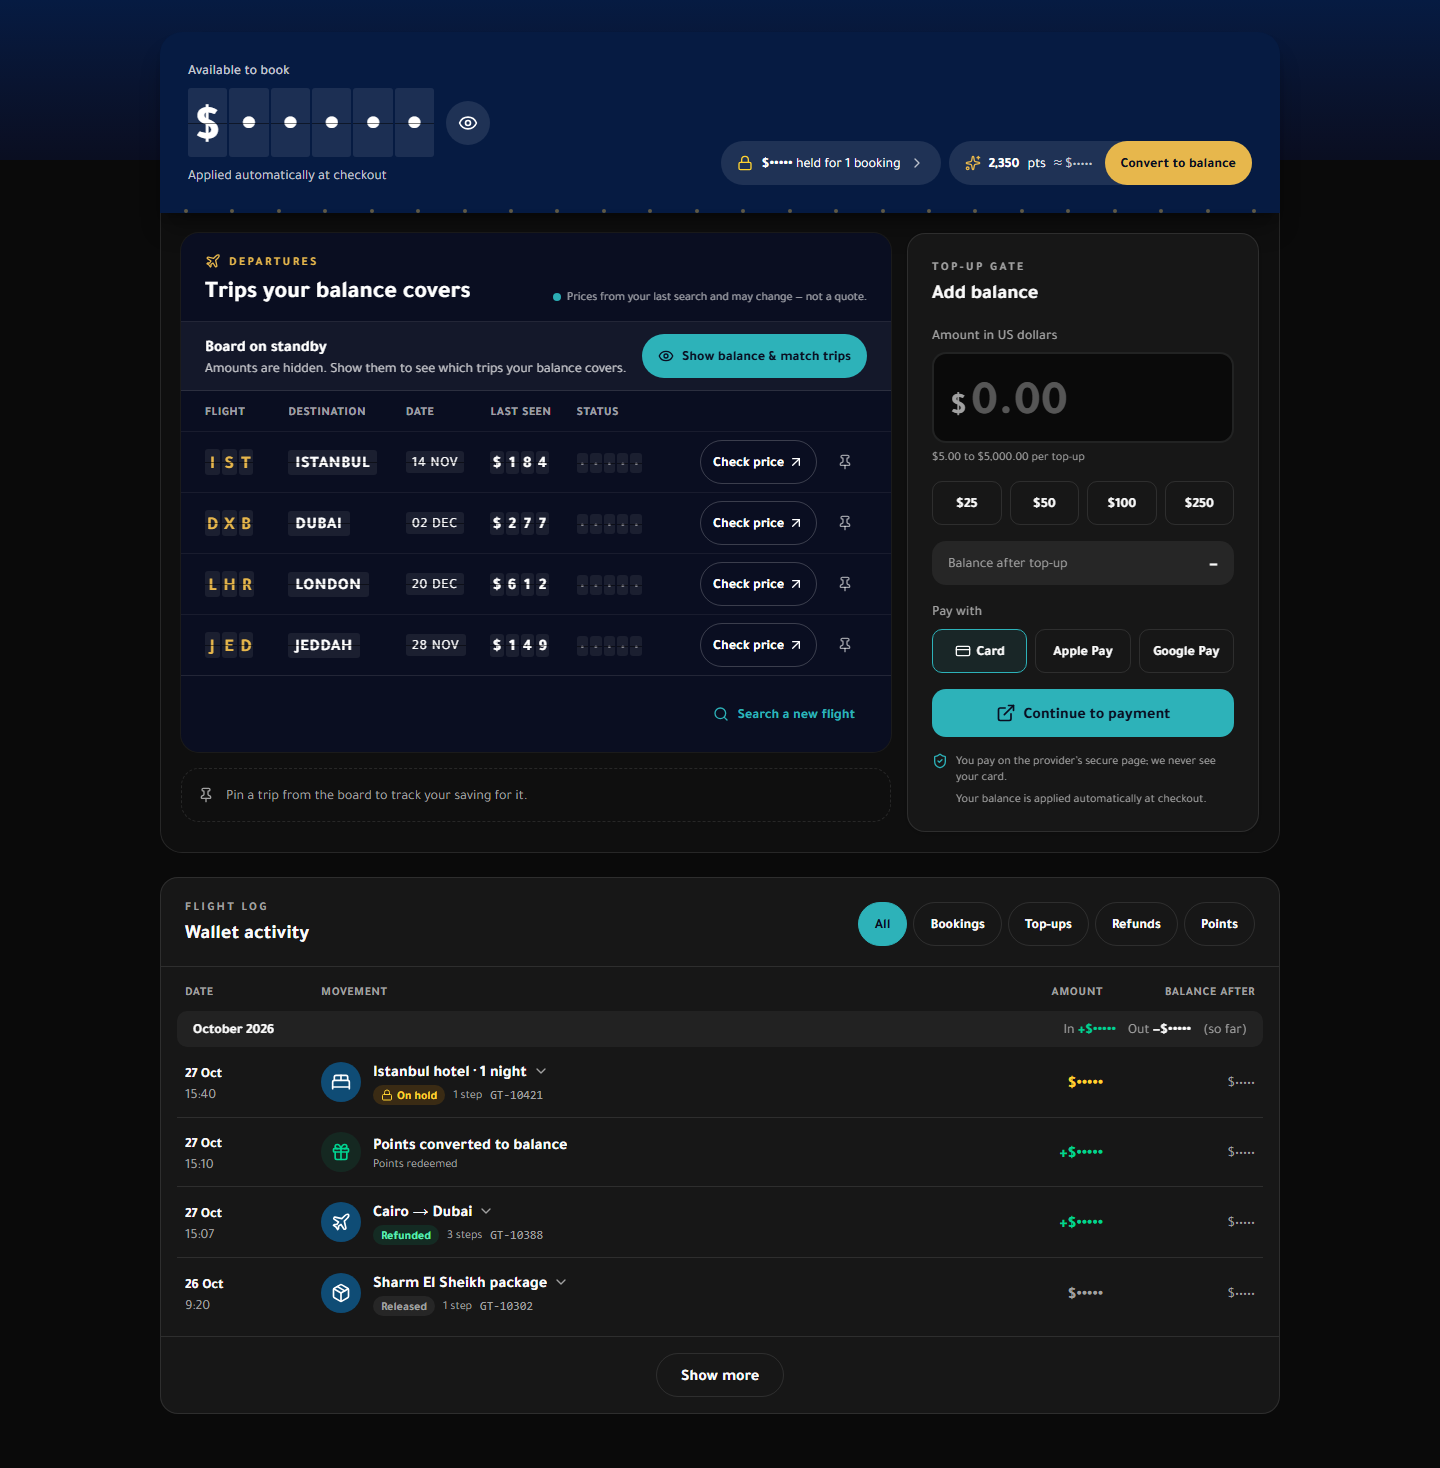 Available to book
$ • • • • •
Applied automatically at checkout
$••••• held for 1 booking
2,350 pts ≈ $•••••
Convert to balance
DEPARTURES
Trips your balance covers
Prices from your last search and may change — not a quote.
Board on standby
Amounts are hidden. Show them to see which trips your balance covers.
Show balance & match trips
FLIGHT DESTINATION DATE LAST SEEN STATUS
IST ISTANBUL 14 NOV $184 ..... Check price
DXB DUBAI 02 DEC $277 ..... Check price
LHR LONDON 20 DEC $612 ..... Check price
JED JEDDAH 28 NOV $149 ..... Check price
Search a new flight
Pin a trip from the board to track your saving for it.
TOP-UP GATE
Add balance
Amount in US dollars
$ 0.00
$5.00 to $5,000.00 per top-up
$25 $50 $100 $250
Balance after top-up –
Pay with
Card Apple Pay Google Pay
Continue to payment
You pay on the provider's secure page; we never see
your card.
Your balance is applied automatically at checkout.
FLIGHT LOG
Wallet activity
All Bookings Top-ups Refunds Points
DATE MOVEMENT AMOUNT BALANCE AFTER
October 2026 In +$••••• Out −$••••• (so far)
27 Oct Istanbul hotel · 1 night $••••• $•••••
15:40 On hold 1 step GT-10421
27 Oct Points converted to balance +$••••• $•••••
15:10 Points redeemed
27 Oct Cairo → Dubai +$••••• $•••••
15:07 Refunded 3 steps GT-10388
26 Oct Sharm El Sheikh package $••••• $•••••
9:20 Released 1 step GT-10302
Show more